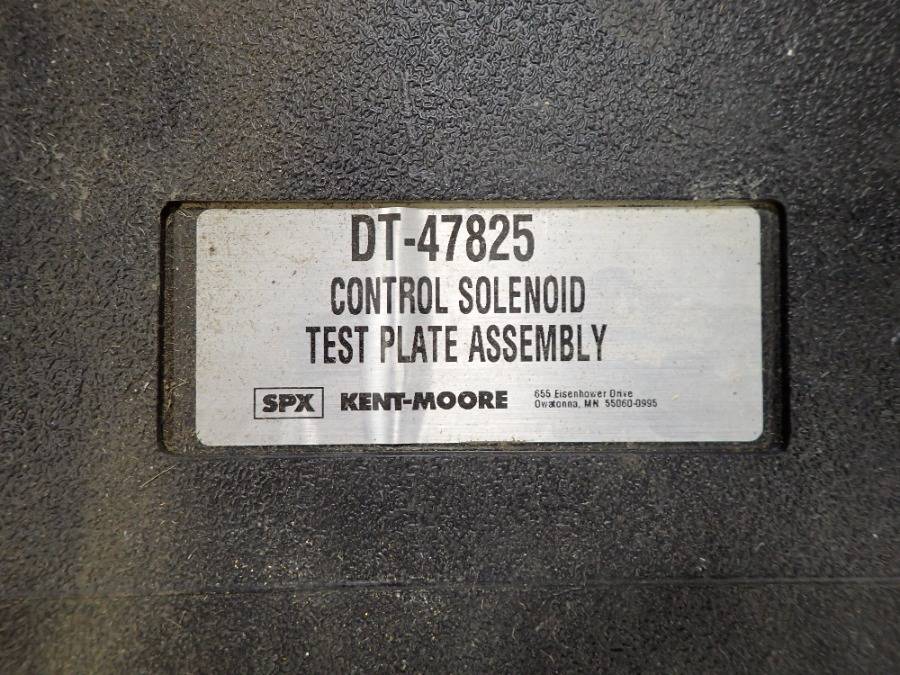 DT-47825
CONTROL SOLENOID
TEST PLATE ASSEMBLY
SPX KENT-MOORE
655 Eisenhower Drive
Owatonna, MN 55060-0995